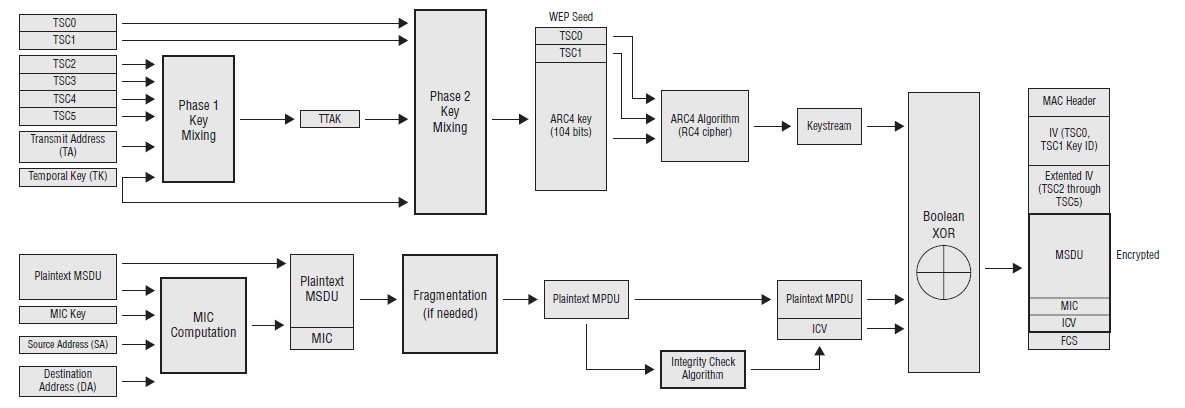 TSC0
TSC1
TSC2
TSC3
TSC4
TSC5
Transmit Address
(TA)
Temporal Key (TK)
Phase 1
Key
Mixing
TTAK
Phase 2
Key
Mixing
WEP Seed
TSC0
TSC1
ARC4 key
(104 bits)
ARC4 Algorithm
(RC4 cipher)
Keystream
Plaintext MSDU
MIC Key
Source Address (SA)
Destination
Address (DA)
MIC
Computation
Plaintext
MSDU
MIC
Fragmentation
(if needed)
Plaintext MPDU
Integrity Check
Algorithm
Plaintext MPDU
ICV
Boolean
XOR
MAC Header
IV (TSC0,
TSC1 Key ID)
Extented IV
(TSC2 through
TSC5)
MSDU
Encrypted
MIC
ICV
FCS